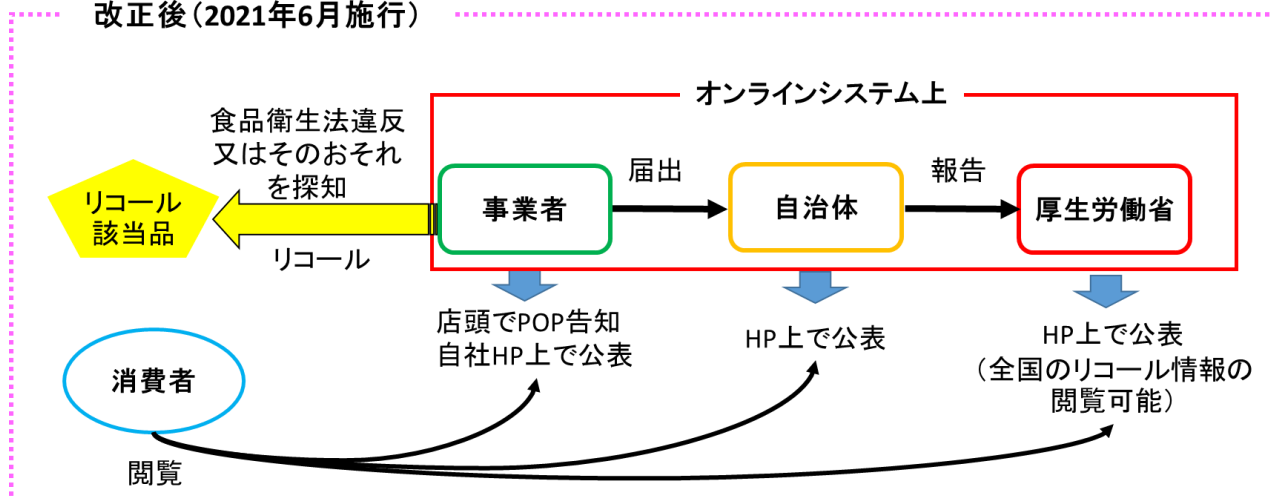 改正後（2021年6月施行）
オンラインシステム上
食品衛生法違反
又はそのおそれ
を探知
リコール
該当品
リコール
事業者
届出
自治体
報告
厚生労働省
店頭でPOP告知
自社HP上で公表
HP上で公表
HP上で公表
（全国のリコール情報の
閲覧可能）
消費者
閲覧